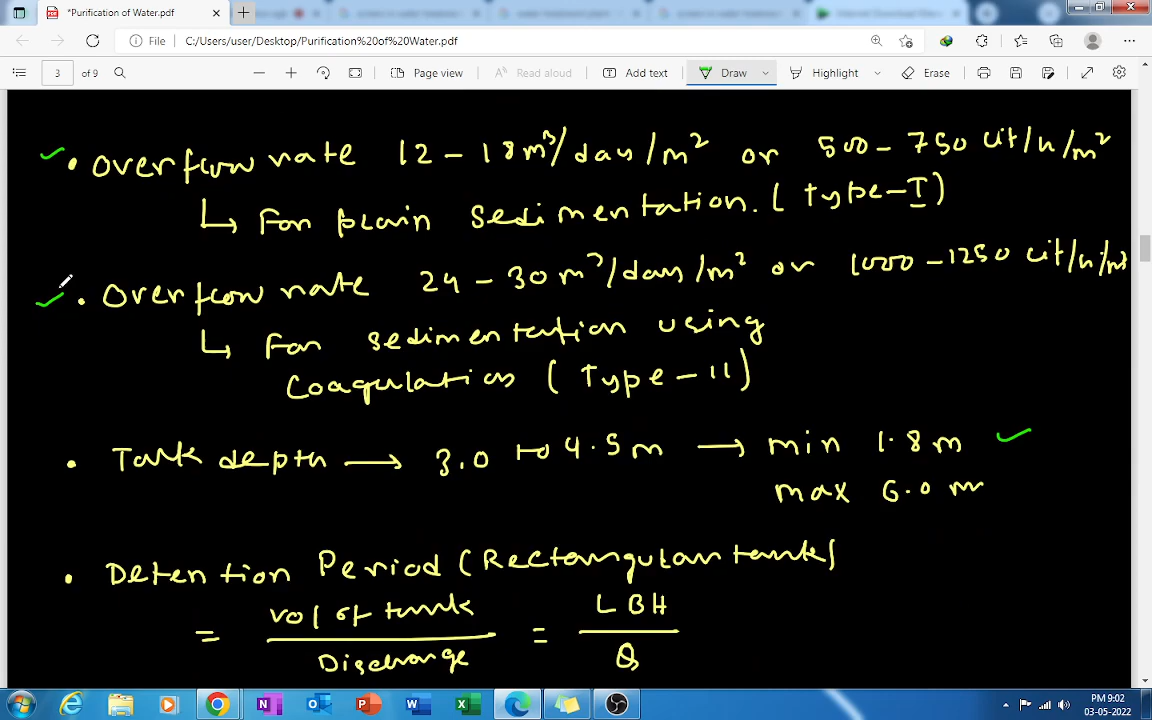 *Purification of Water.pdf
File C:/Users/user/Desktop/Purification%20of%20Water.pdf
3 of 9 Page view Read aloud Add text Draw Highlight Erase
• Overflow rate 12 – 18 m³/day/m² or 500 – 750 lit/h/m²
↳ For plain sedimentation. (Type–I)
• Overflow rate 24 – 30 m³/day/m² or 1000 – 1250 lit/h/m²
↳ For sedimentation using
Coagulation (Type – II)
• Tank depth → 3.0 to 4.5 m → min 1.8 m
max 6.0 m
• Detention Period (Rectangular tank)
= Vol of tank / Discharge = LBH / Q
PM 9:02
03-05-2022